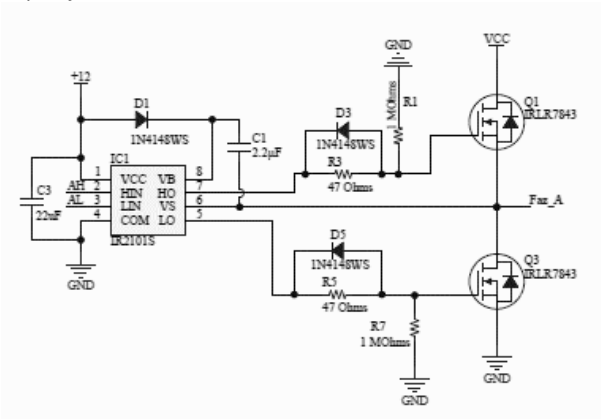 GND
VCC
+12
1 MOhms
R1
Q1
IRLR7843
D1
D3
1N4148WS
C1
2.2µF
1N4148WS
IC1
R3
47 Ohms
1 VCC VB 8
AH 2 HIN HO 7
AL 3 LIN VS 6
4 COM LO 5
IR2101S
C3
22uF
Faz_A
GND
D5
1N4148WS
R5
47 Ohms
Q3
IRLR7843
R7
1 MOhms
GND
GND